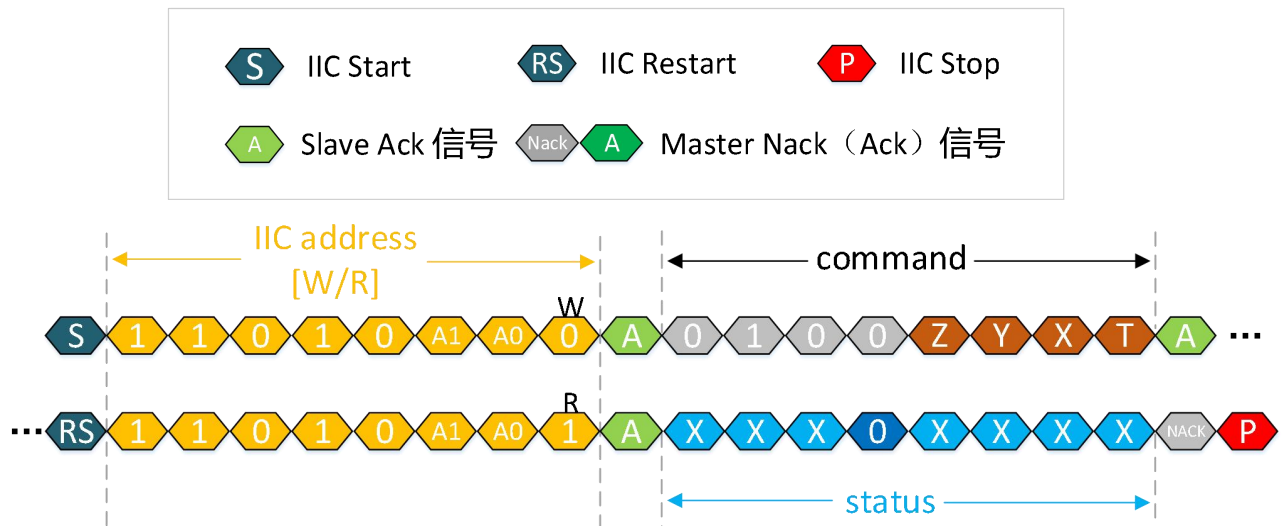 S IIC Start RS IIC Restart P IIC Stop
A Slave Ack 信号 Nack A Master Nack（Ack）信号
IIC address
[W/R]
command
W
S 1 1 0 1 0 A1 A0 0 A 0 1 0 0 Z Y X T A ...
R
... RS 1 1 0 1 0 A1 A0 1 A X X X 0 X X X X NACK P
status